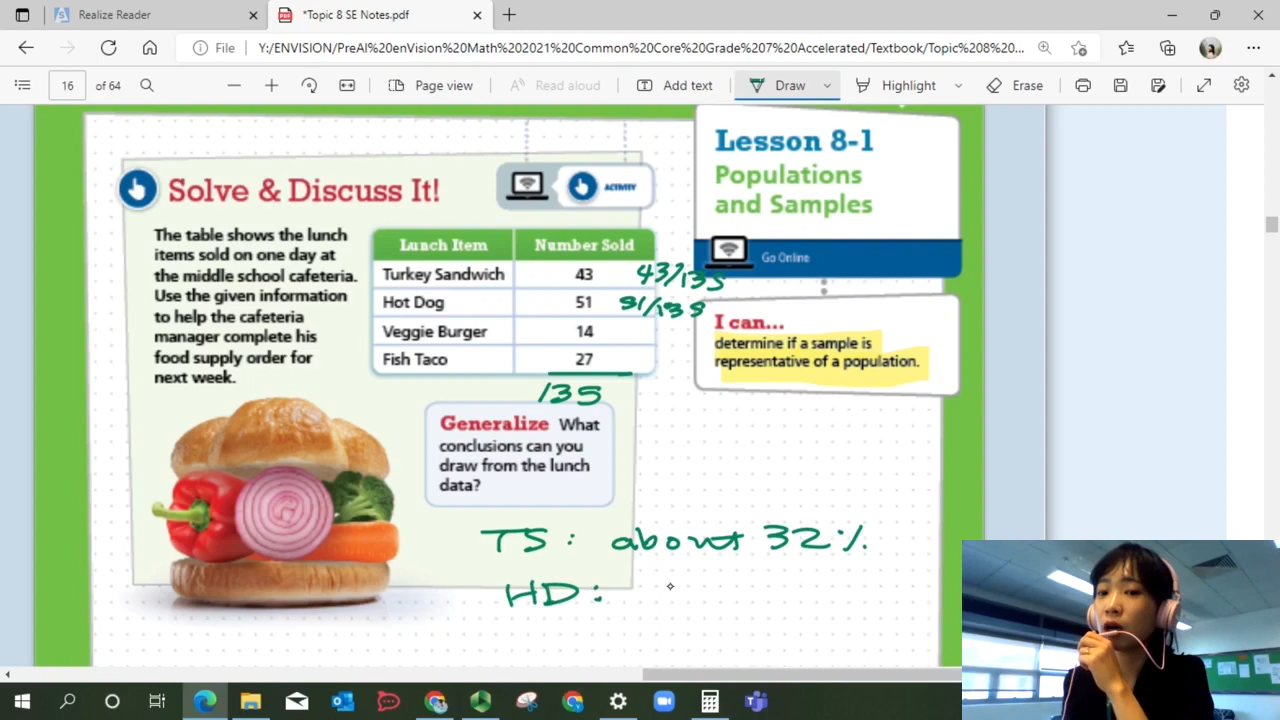 Realize Reader
*Topic 8 SE Notes.pdf
File
Y:/ENVISION/PreAI%20enVision%20Math%202021%20Common%20Core%20Grade%207%20Accelerated/Textbook/Topic%208%20...
16 of 64
Page view
Read aloud
Add text
Draw
Highlight
Erase
Solve & Discuss It!
ACTIVITY
The table shows the lunch
items sold on one day at
the middle school cafeteria.
Use the given information
to help the cafeteria
manager complete his
food supply order for
next week.
Lunch Item Number Sold
Turkey Sandwich 43 43/135
Hot Dog 51 51/135
Veggie Burger 14
Fish Taco 27
135
Generalize What
conclusions can you
draw from the lunch
data?
TS: about 32%
HD:
Lesson 8-1
Populations
and Samples
Go Online
I can...
determine if a sample is
representative of a population.